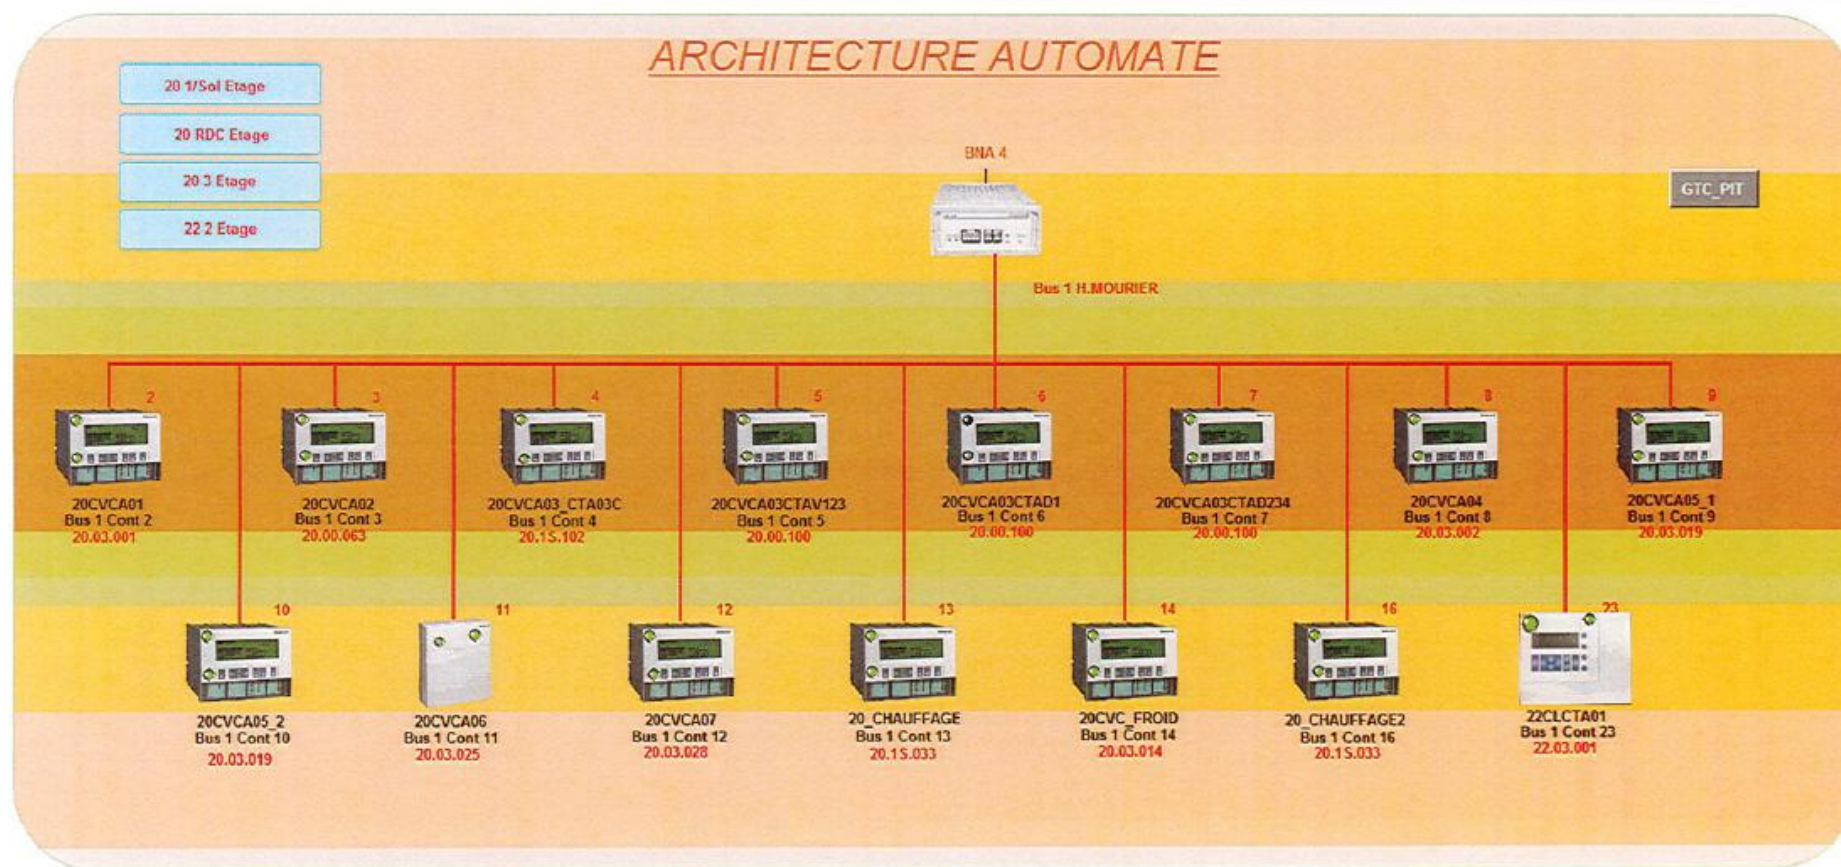 ARCHITECTURE AUTOMATE
20 1/Sol Etage
20 RDC Etage
20 3 Etage
22 2 Etage
BNA 4
GTC_PIT
Bus 1 H.MOURIER
2
3
4
5
6
7
8
9
20CVCA01
Bus 1 Cont 2
20.03.001
20CVCA02
Bus 1 Cont 3
20.00.063
20CVCA03_CTA03C
Bus 1 Cont 4
20.1S.102
20CVCA03CTAV123
Bus 1 Cont 5
20.00.100
20CVCA03CTAD1
Bus 1 Cont 6
20.00.100
20CVCA03CTAD234
Bus 1 Cont 7
20.00.100
20CVCA04
Bus 1 Cont 8
20.03.002
20CVCA05_1
Bus 1 Cont 9
20.03.019
10
11
12
13
14
16
23
20CVCA05_2
Bus 1 Cont 10
20.03.019
20CVCA06
Bus 1 Cont 11
20.03.025
20CVCA07
Bus 1 Cont 12
20.03.028
20_CHAUFFAGE
Bus 1 Cont 13
20.1S.033
20CVC_FROID
Bus 1 Cont 14
20.03.014
20_CHAUFFAGE2
Bus 1 Cont 16
20.1S.033
22CLCTA01
Bus 1 Cont 23
22.03.001